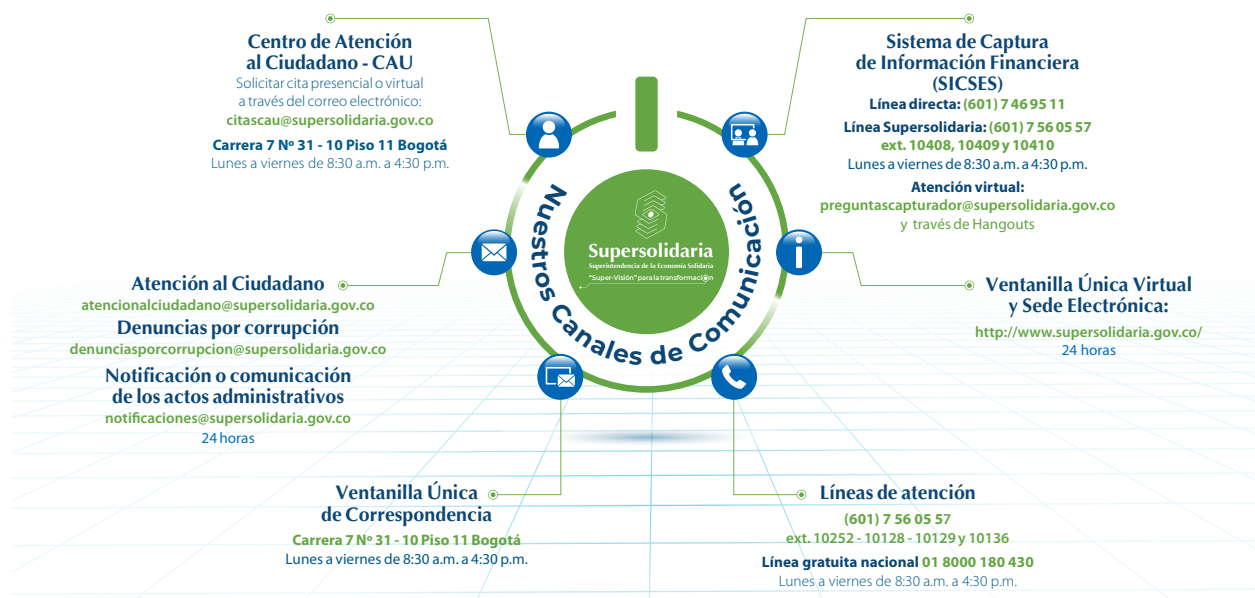 Centro de Atención
al Ciudadano - CAU
Solicitar cita presencial o virtual
a través del correo electrónico:
citascau@supersolidaria.gov.co
Carrera 7 Nº 31 - 10 Piso 11 Bogotá
Lunes a viernes de 8:30 a.m. a 4:30 p.m.
Atención al Ciudadano
atencionalciudadano@supersolidaria.gov.co
Denuncias por corrupción
denunciasporcorrupcion@supersolidaria.gov.co
Notificación o comunicación
de los actos administrativos
notificaciones@supersolidaria.gov.co
24 horas
Ventanilla Única
de Correspondencia
Carrera 7 Nº 31 - 10 Piso 11 Bogotá
Lunes a viernes de 8:30 a.m. a 4:30 p.m.
Nuestros Canales de Comunicación
Supersolidaria
Superintendencia de la Economía Solidaria
"Super-Visión" para la transformación
Sistema de Captura
de Información Financiera
(SICSES)
Línea directa: (601) 7 46 95 11
Línea Supersolidaria: (601) 7 56 05 57
ext. 10408, 10409 y 10410
Lunes a viernes de 8:30 a.m. a 4:30 p.m.
Atención virtual:
preguntascapturador@supersolidaria.gov.co
y través de Hangouts
Ventanilla Única Virtual
y Sede Electrónica:
http://www.supersolidaria.gov.co/
24 horas
Líneas de atención
(601) 7 56 05 57
ext. 10252 - 10128 - 10129 y 10136
Línea gratuita nacional 01 8000 180 430
Lunes a viernes de 8:30 a.m. a 4:30 p.m.